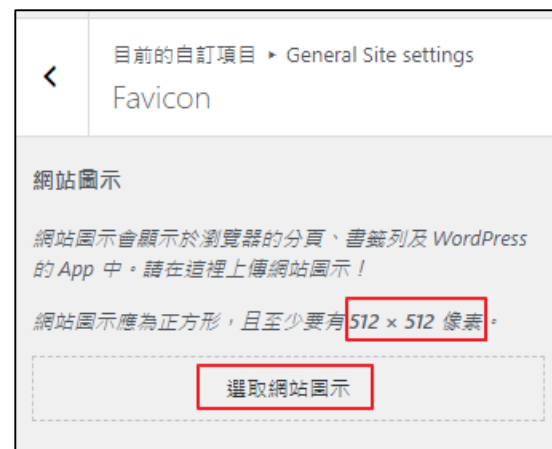 目前的自訂項目 ▸ General Site settings
Favicon
網站圖示
網站圖示會顯示於瀏覽器的分頁、書籤列及 WordPress
的 App 中。請在這裡上傳網站圖示！
網站圖示應為正方形，且至少要有 512 × 512 像素。
選取網站圖示